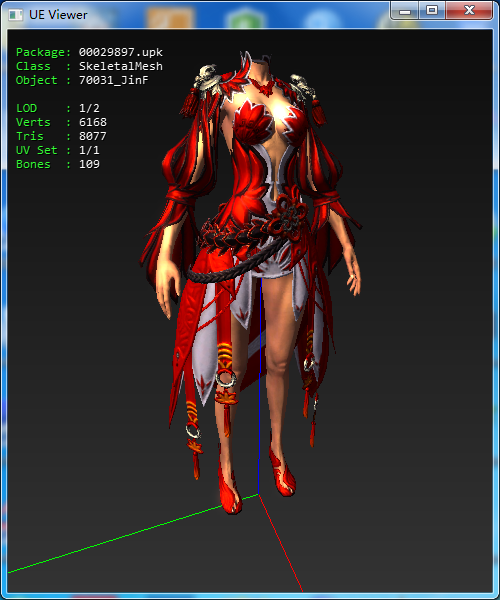 UE Viewer
Package: 00029897.upk
Class : SkeletalMesh
Object : 70031_JinF
LOD : 1/2
Verts : 6168
Tris : 8077
UV Set : 1/1
Bones : 109